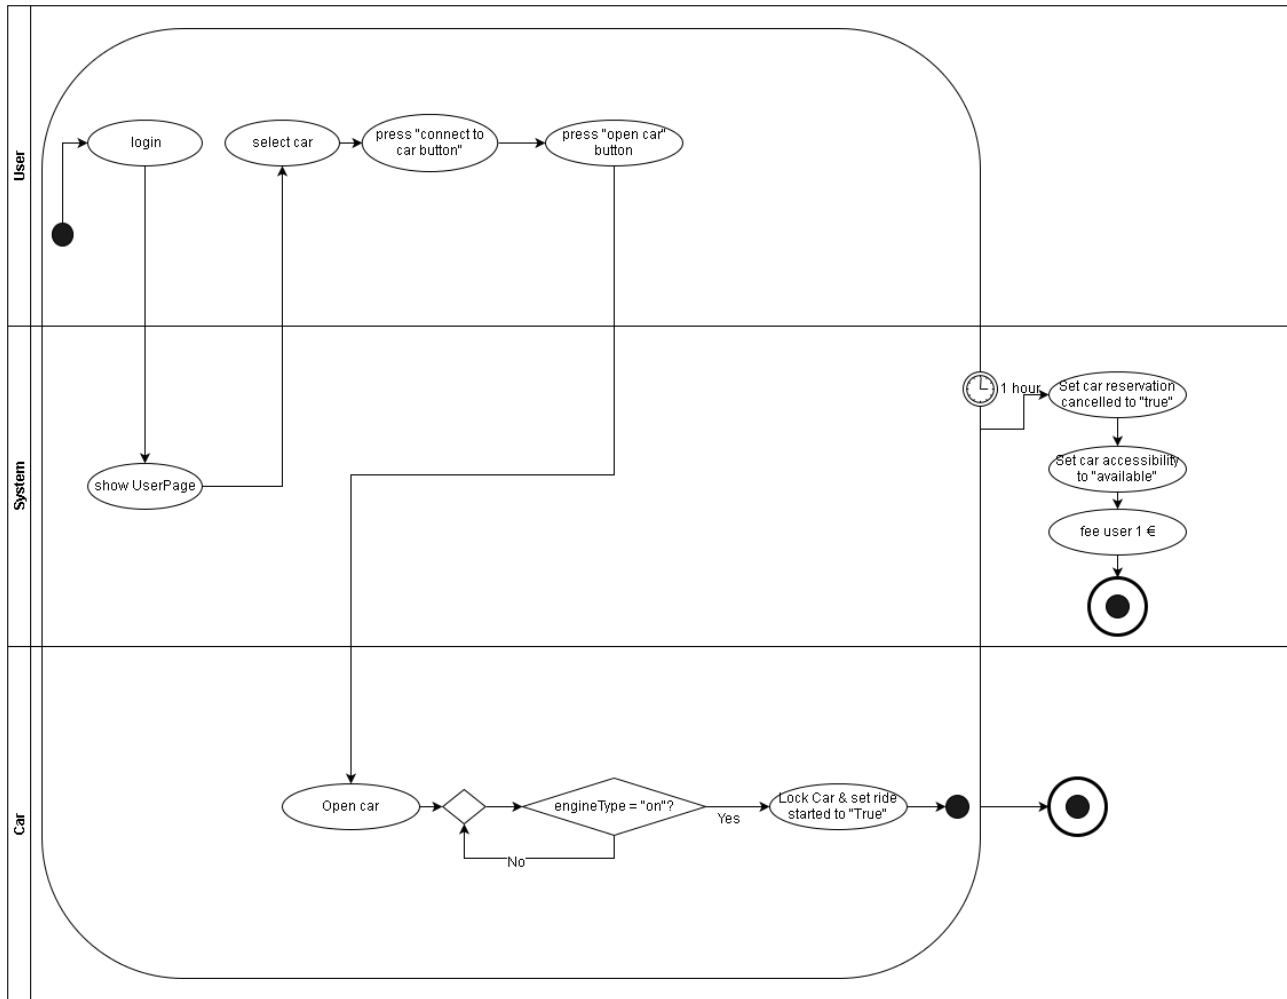 User
login
select car
press "connect to
car button"
press "open car"
button
System
show UserPage
1 hour
Set car reservation
cancelled to "true"
Set car accessibility
to "available"
fee user 1 €
Car
Open car
engineType = "on"?
Yes
No
Lock Car & set ride
started to "True"